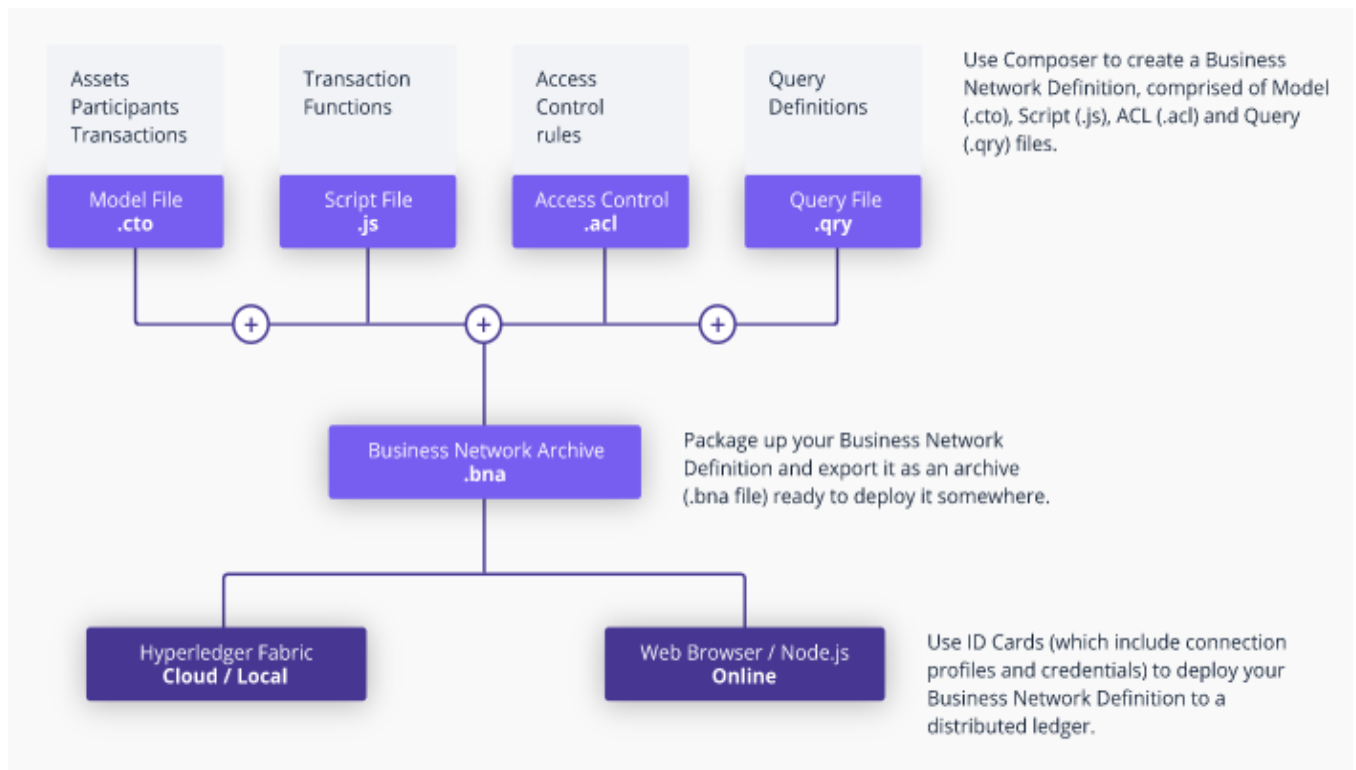 Assets
Participants
Transactions
Model File
.cto
Transaction
Functions
Script File
.js
Access
Control
rules
Access Control
.acl
Query
Definitions
Query File
.qry
Use Composer to create a Business
Network Definition, comprised of Model
(.cto), Script (.js), ACL (.acl) and Query
(.qry) files.
+
+
+
Business Network Archive
.bna
Package up your Business Network
Definition and export it as an archive
(.bna file) ready to deploy it somewhere.
Hyperledger Fabric
Cloud / Local
Web Browser / Node.js
Online
Use ID Cards (which include connection
profiles and credentials) to deploy your
Business Network Definition to a
distributed ledger.